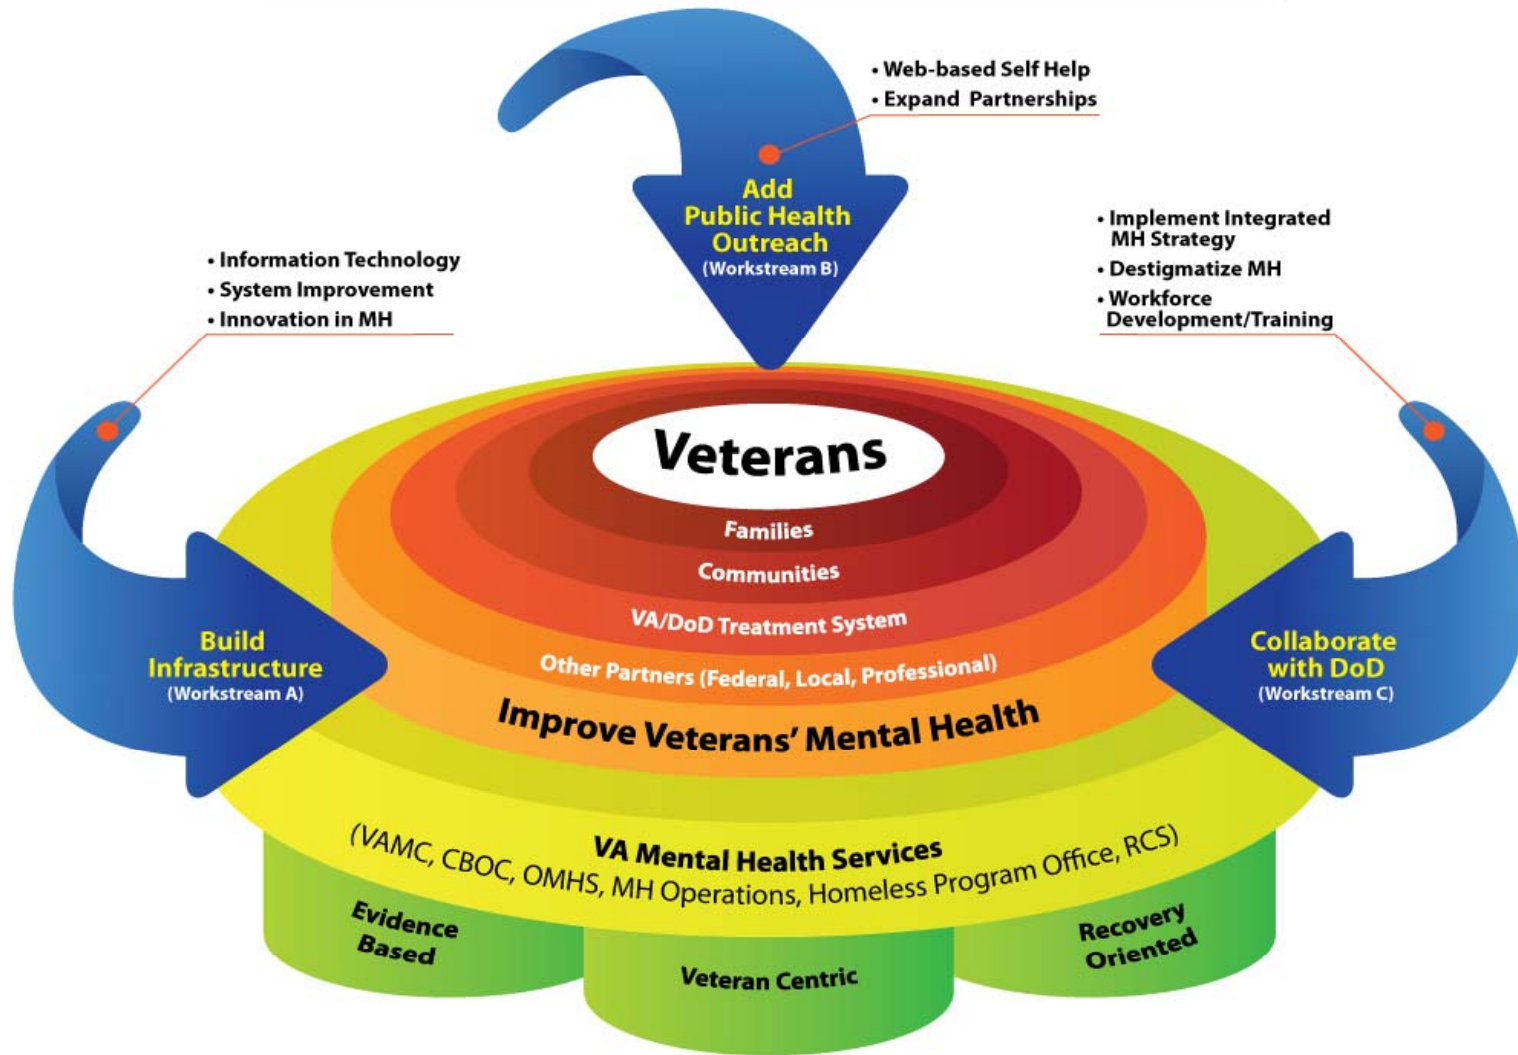 • Web-based Self Help
• Expand Partnerships
Add
Public Health
Outreach
(Workstream B)
• Implement Integrated
MH Strategy
• Destigmatize MH
• Workforce
Development/Training
• Information Technology
• System Improvement
• Innovation in MH
Veterans
Families
Communities
VA/DoD Treatment System
Other Partners (Federal, Local, Professional)
Improve Veterans’ Mental Health
Build
Infrastructure
(Workstream A)
Collaborate
with DoD
(Workstream C)
VA Mental Health Services
(VAMC, CBOC, OMHS, MH Operations, Homeless Program Office, RCS)
Evidence
Based
Veteran Centric
Recovery
Oriented